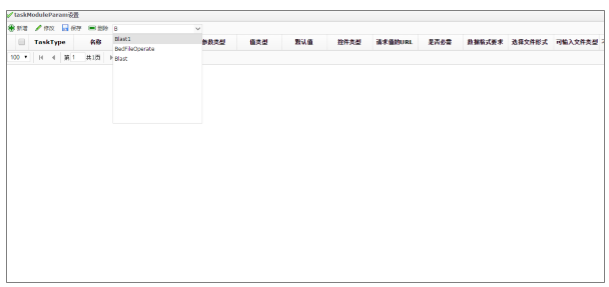 taskModuleParam设置
新增 修改 保存 删除 B
Blast1
BedFileOperate
Blast
TaskType 名称 参数类型 值类型 默认值 控件类型 请求值的URL 是否必需 数据格式要求 选择文件形式 可输入文件类型
100 第 1 共1页